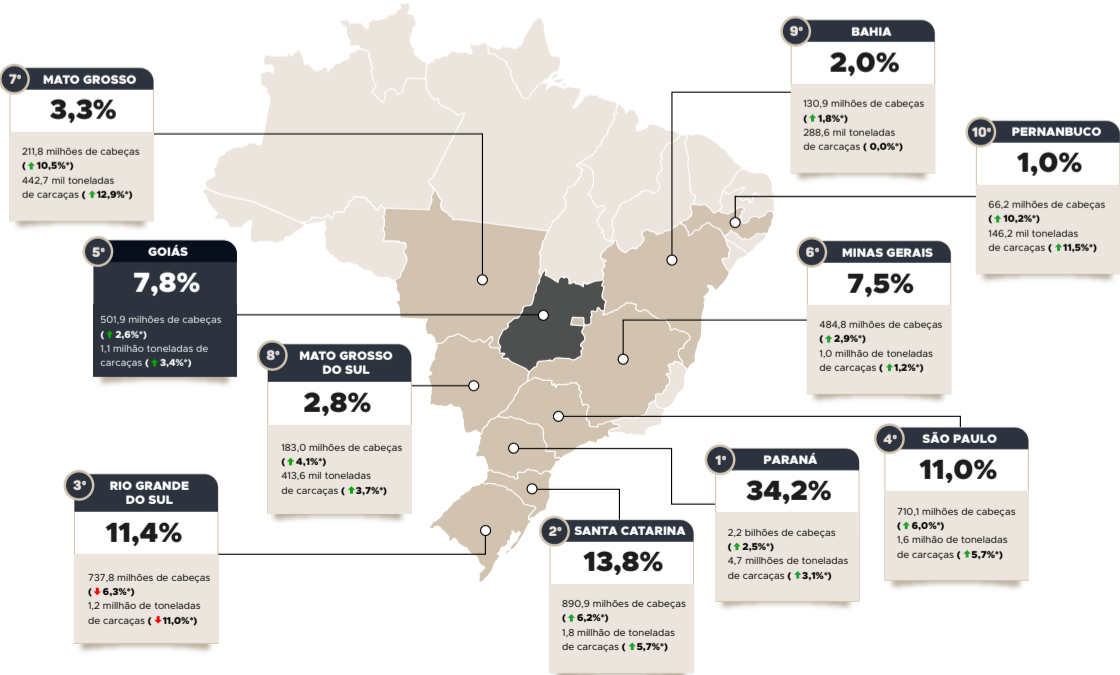 7º MATO GROSSO
3,3%
211,8 milhões de cabeças
(⬆10,5%*)
442,7 mil toneladas
de carcaças (⬆12,9%*)
9º BAHIA
2,0%
130,9 milhões de cabeças
(⬆1,8%*)
288,6 mil toneladas
de carcaças ( 0,0%*)
10º PERNANBUCO
1,0%
66,2 milhões de cabeças
(⬆10,2%*)
146,2 mil toneladas
de carcaças (⬆11,5%*)
5º GOIÁS
7,8%
501,9 milhões de cabeças
(⬆2,6%*)
1,1 milhão toneladas de
carcaças (⬆3,4%*)
6º MINAS GERAIS
7,5%
484,8 milhões de cabeças
(⬆2,9%*)
1,0 millhão de toneladas
de carcaças (⬆1,2%*)
8º MATO GROSSO
DO SUL
2,8%
183,0 milhões de cabeças
(⬆4,1%*)
413,6 mil toneladas
de carcaças (⬆3,7%*)
4º SÃO PAULO
11,0%
710,1 milhões de cabeças
(⬆6,0%*)
1,6 milhão de toneladas
de carcaças (⬆5,7%*)
1º PARANÁ
34,2%
2,2 bilhões de cabeças
(⬆2,5%*)
4,7 milhões de toneladas
de carcaças (⬆3,1%*)
3º RIO GRANDE
DO SUL
11,4%
737,8 milhões de cabeças
(⬇6,3%*)
1,2 millhão de toneladas
de carcaças (⬇11,0%*)
2º SANTA CATARINA
13,8%
890,9 milhões de cabeças
(⬆6,2%*)
1,8 millhão de toneladas
de carcaças (⬆5,7%*)